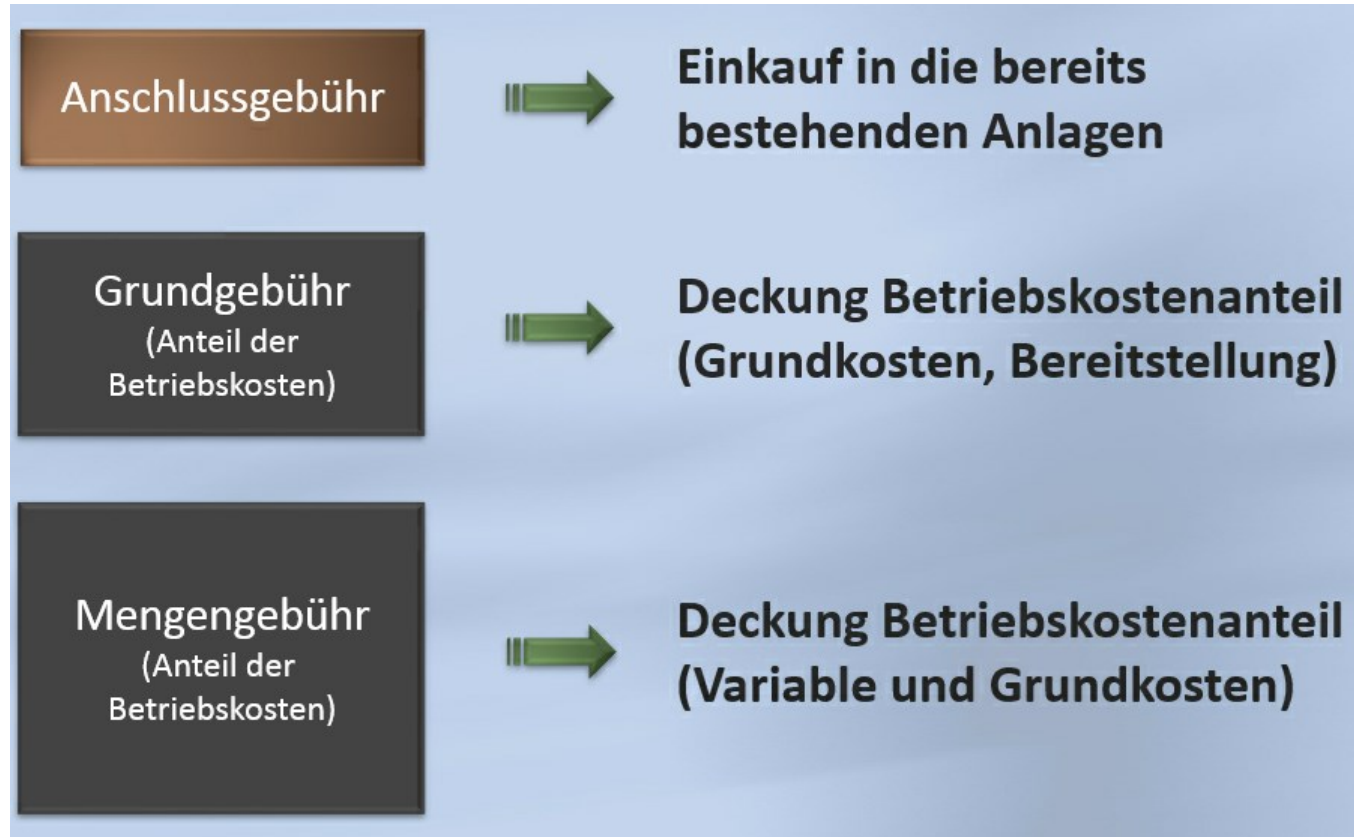 Anschlussgebühr
Einkauf in die bereits
bestehenden Anlagen
Grundgebühr
(Anteil der
Betriebskosten)
Deckung Betriebskostenanteil
(Grundkosten, Bereitstellung)
Mengengebühr
(Anteil der
Betriebskosten)
Deckung Betriebskostenanteil
(Variable und Grundkosten)